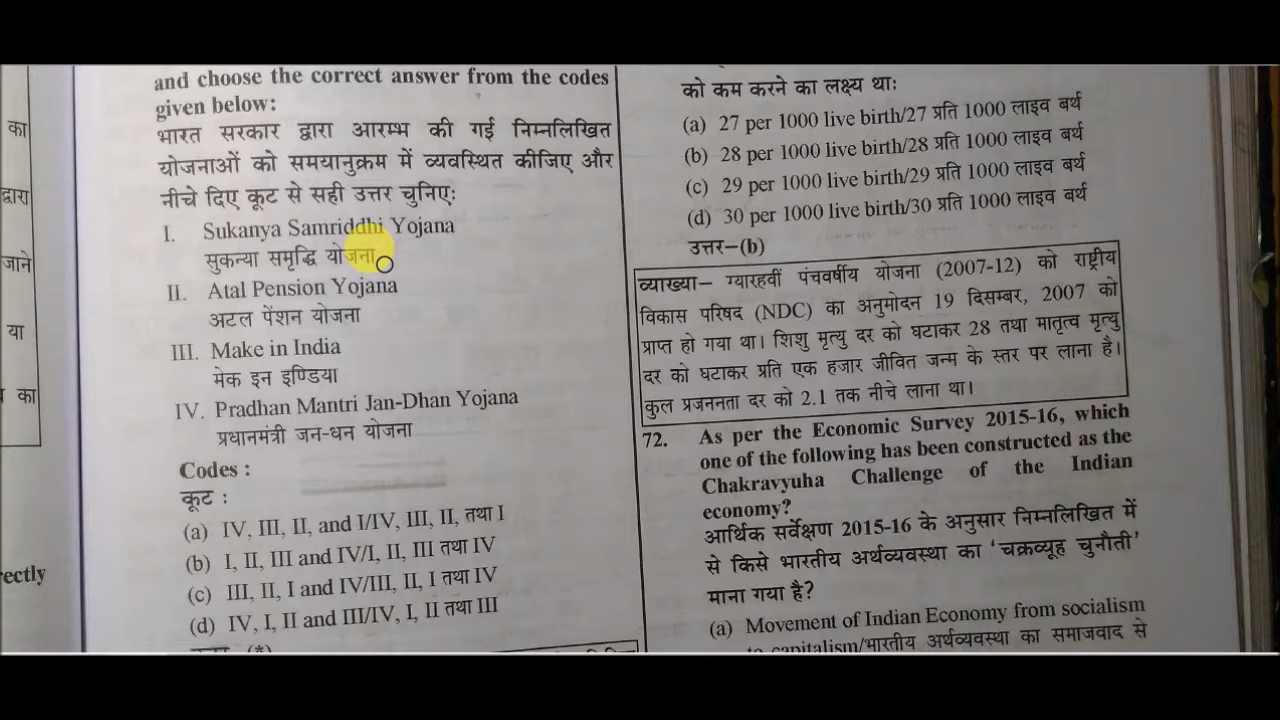 का
द्वारा
जाने
या
का
ectly
and choose the correct answer from the codes
given below:
भारत सरकार द्वारा आरम्भ की गई निम्नलिखित
योजनाओं को समयानुक्रम में व्यवस्थित कीजिए और
नीचे दिए कूट से सही उत्तर चुनिए:
I. Sukanya Samriddhi Yojana
सुकन्या समृद्धि योजना
II. Atal Pension Yojana
अटल पेंशन योजना
III. Make in India
मेक इन इण्डिया
IV. Pradhan Mantri Jan-Dhan Yojana
प्रधानमंत्री जन-धन योजना
Codes :
कूट :
(a) IV, III, II, and I/IV, III, II, तथा I
(b) I, II, III and IV/I, II, III तथा IV
(c) III, II, I and IV/III, II, I तथा IV
(d) IV, I, II and III/IV, I, II तथा III
को कम करने का लक्ष्य था:
(a) 27 per 1000 live birth/27 प्रति 1000 लाइव बर्थ
(b) 28 per 1000 live birth/28 प्रति 1000 लाइव बर्थ
(c) 29 per 1000 live birth/29 प्रति 1000 लाइव बर्थ
(d) 30 per 1000 live birth/30 प्रति 1000 लाइव बर्थ
उत्तर–(b)
व्याख्या– ग्यारहवीं पंचवर्षीय योजना (2007-12) को राष्ट्रीय
विकास परिषद (NDC) का अनुमोदन 19 दिसम्बर, 2007 को
प्राप्त हो गया था। शिशु मृत्यु दर को घटाकर 28 तथा मातृत्व मृत्यु
दर को घटाकर प्रति एक हजार जीवित जन्म के स्तर पर लाना है।
कुल प्रजननता दर को 2.1 तक नीचे लाना था।
72. As per the Economic Survey 2015-16, which
one of the following has been constructed as the
Chakravyuha Challenge of the Indian
economy?
आर्थिक सर्वेक्षण 2015-16 के अनुसार निम्नलिखित में
से किसे भारतीय अर्थव्यवस्था का 'चक्रव्यूह चुनौती'
माना गया है?
(a) Movement of Indian Economy from socialism
to capitalism/भारतीय अर्थव्यवस्था का समाजवाद से